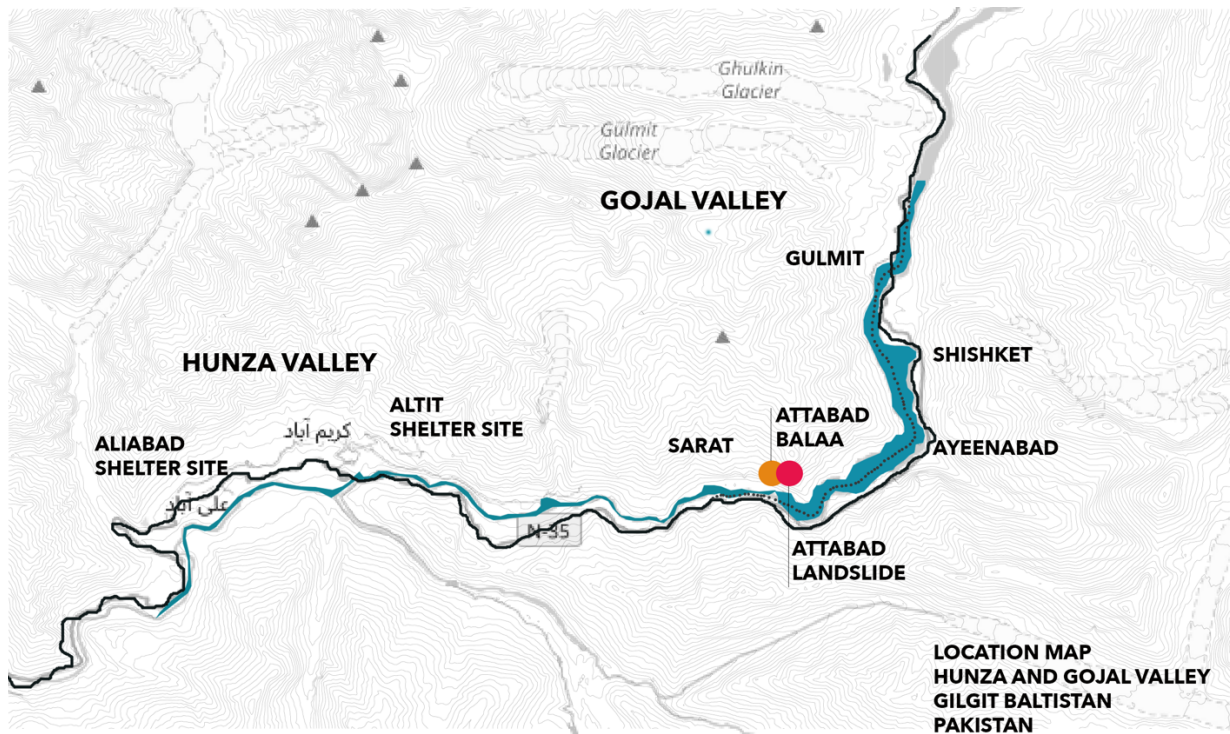 Ghulkin
Glacier
Gulmit
Glacier
GOJAL VALLEY
GULMIT
HUNZA VALLEY
SHISHKET
ALTIT
SHELTER SITE
کریم آباد
ATTABAD
BALAA
SARAT
ALIABAD
SHELTER SITE
AYEENABAD
علی آباد
N-35
ATTABAD
LANDSLIDE
LOCATION MAP
HUNZA AND GOJAL VALLEY
GILGIT BALTISTAN
PAKISTAN